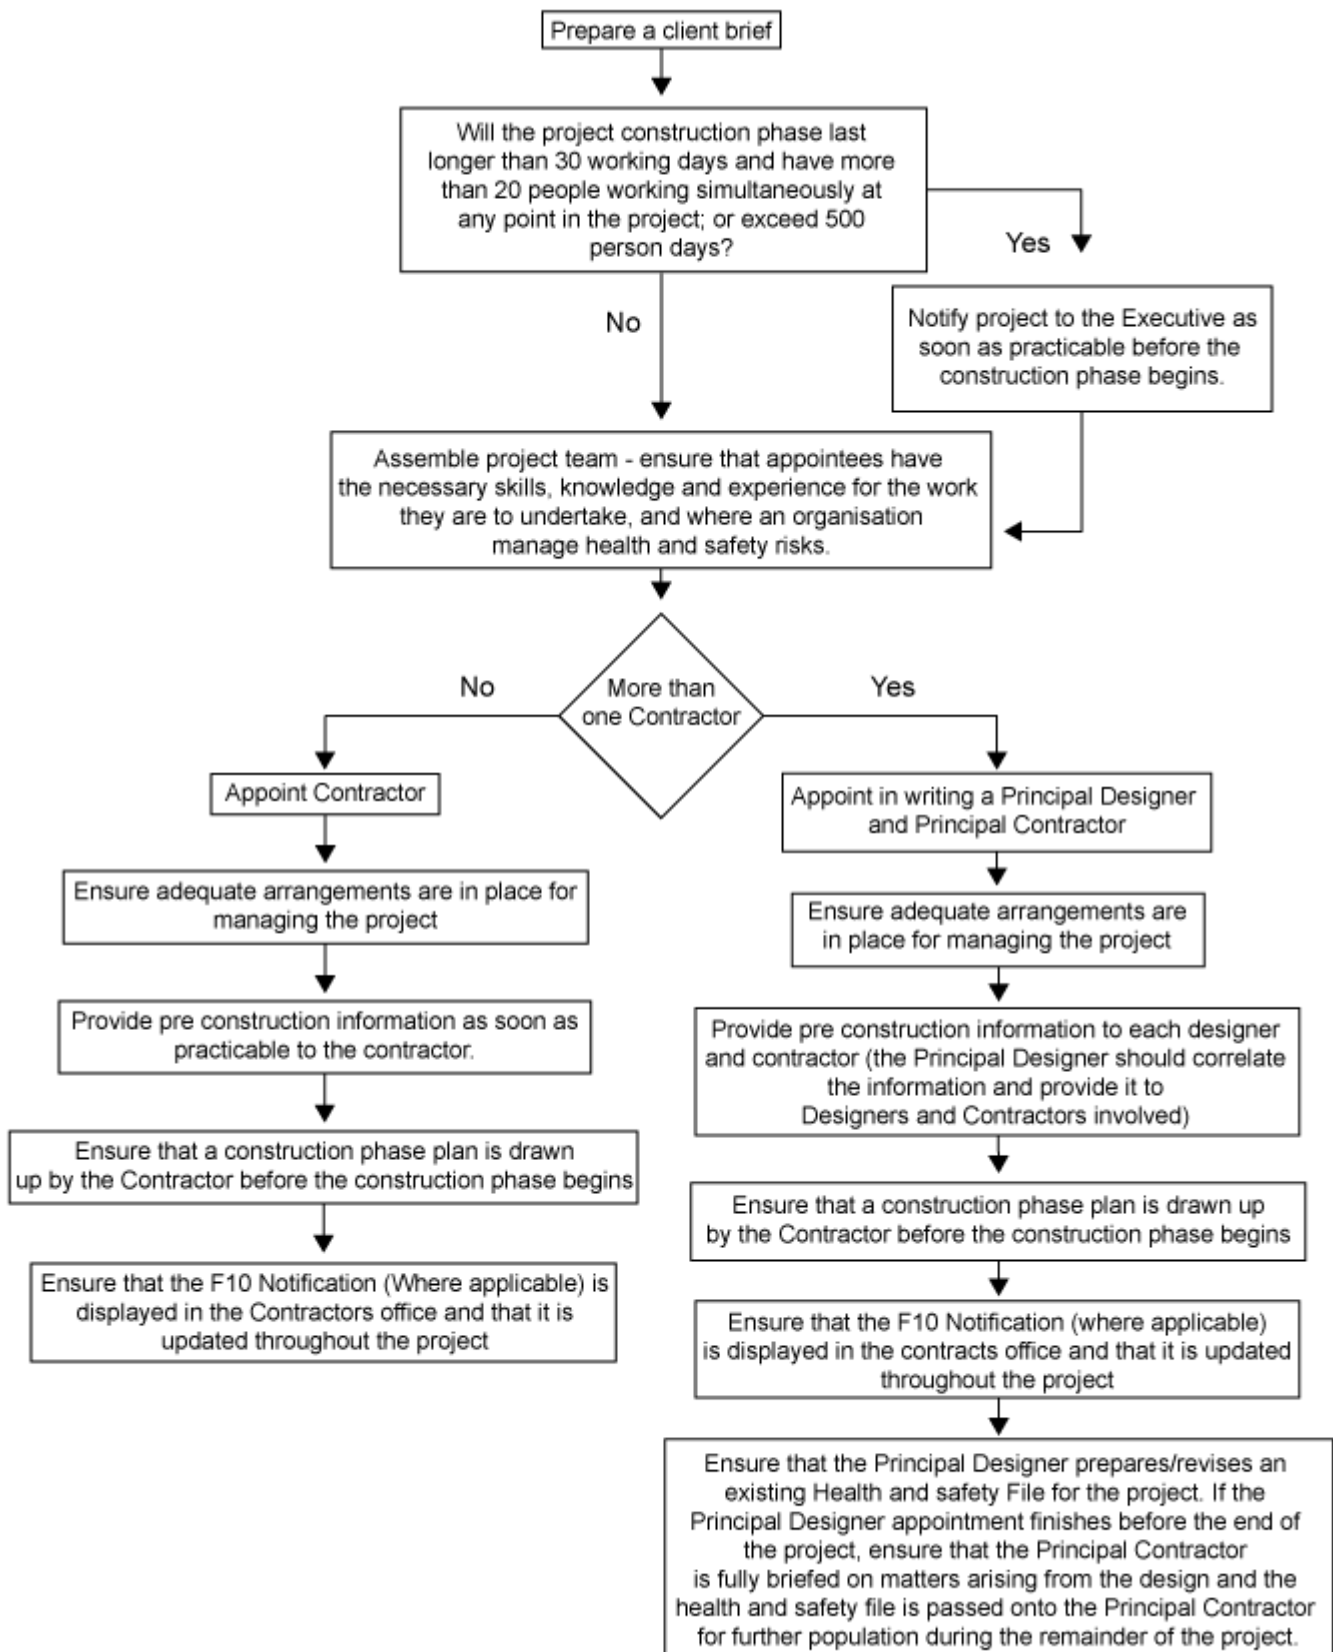 Prepare a client brief
Will the project construction phase last
longer than 30 working days and have more
than 20 people working simultaneously at
any point in the project; or exceed 500
person days?
Yes
No
Notify project to the Executive as
soon as practicable before the
construction phase begins.
Assemble project team - ensure that appointees have
the necessary skills, knowledge and experience for the work
they are to undertake, and where an organisation
manage health and safety risks.
More than
one Contractor
No
Yes
Appoint Contractor
Ensure adequate arrangements are in place for
managing the project
Provide pre construction information as soon as
practicable to the contractor.
Ensure that a construction phase plan is drawn
up by the Contractor before the construction phase begins
Ensure that the F10 Notification (Where applicable) is
displayed in the Contractors office and that it is
updated throughout the project
Appoint in writing a Principal Designer
and Principal Contractor
Ensure adequate arrangements are
in place for managing the project
Provide pre construction information to each designer
and contractor (the Principal Designer should correlate
the information and provide it to
Designers and Contractors involved)
Ensure that a construction phase plan is drawn up
by the Contractor before the construction phase begins
Ensure that the F10 Notification (where applicable)
is displayed in the contracts office and that it is updated
throughout the project
Ensure that the Principal Designer prepares/revises an
existing Health and safety File for the project. If the
Principal Designer appointment finishes before the end of
the project, ensure that the Principal Contractor
is fully briefed on matters arising from the design and the
health and safety file is passed onto the Principal Contractor
for further population during the remainder of the project.